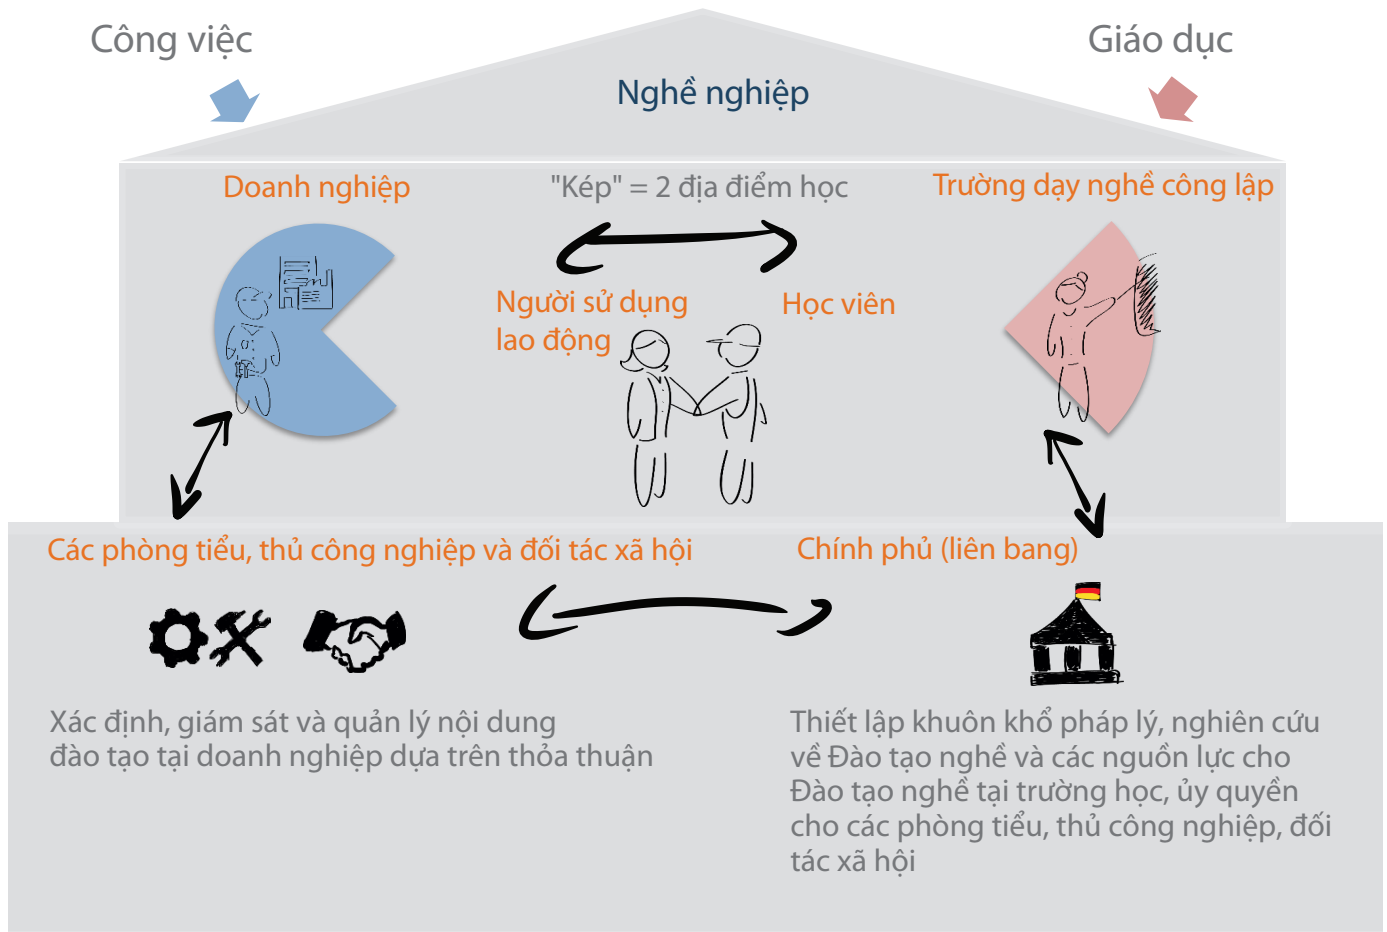 Công việc
Giáo dục
Nghề nghiệp
Doanh nghiệp
"Kép" = 2 địa điểm học
Trường dạy nghề công lập
Người sử dụng
lao động
Học viên
Các phòng tiểu, thủ công nghiệp và đối tác xã hội
Chính phủ (liên bang)
Xác định, giám sát và quản lý nội dung
đào tạo tại doanh nghiệp dựa trên thỏa thuận
Thiết lập khuôn khổ pháp lý, nghiên cứu
về Đào tạo nghề và các nguồn lực cho
Đào tạo nghề tại trường học, ủy quyền
cho các phòng tiểu, thủ công nghiệp, đối
tác xã hội